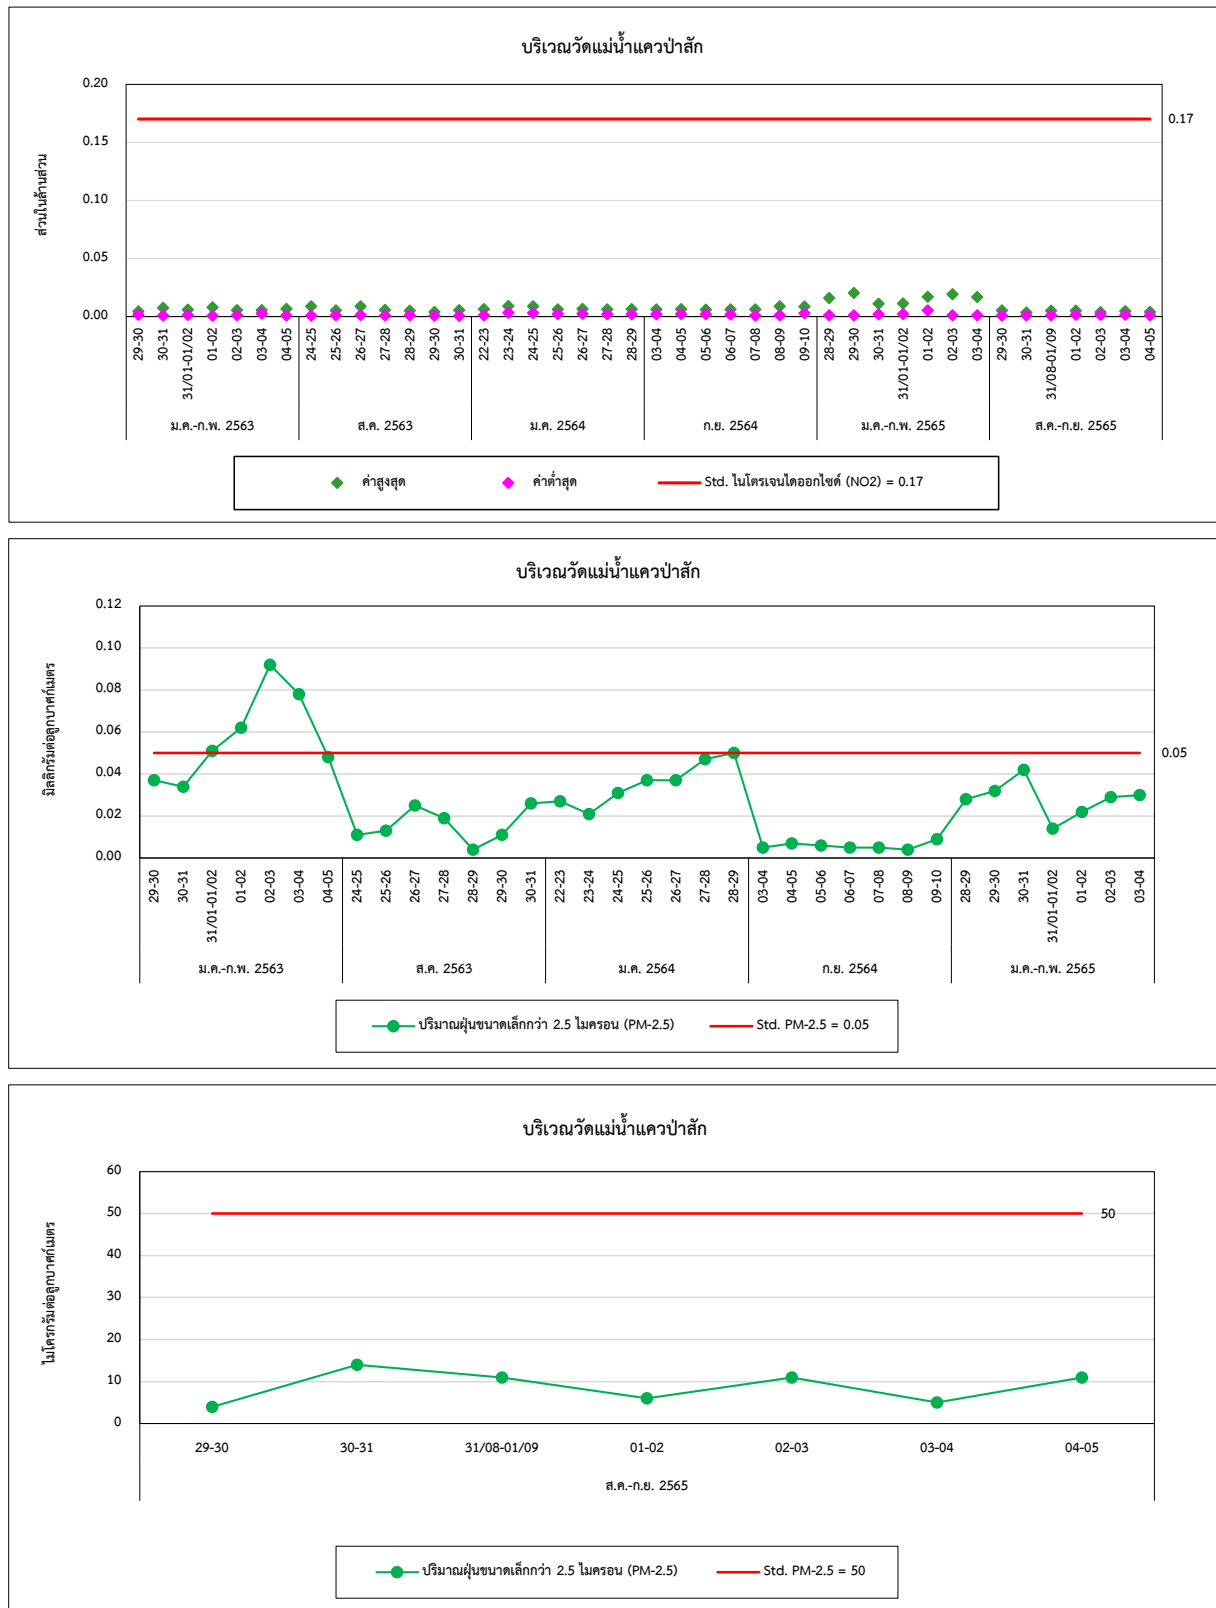 บริเวณวัดแม่น้ำแควป่าสัก
ส่วนในล้านส่วน
0.20
0.15
0.10
0.05
0.00
0.17
29-30 30-31 31/01-01/02 01-02 02-03 03-04 04-05 24-25 25-26 26-27 27-28 28-29 29-30 30-31 22-23 23-24 24-25 25-26 26-27 27-28 28-29 03-04 04-05 05-06 06-07 07-08 08-09 09-10 28-29 29-30 30-31 31/01-01/02 01-02 02-03 03-04 29-30 30-31 31/08-01/09 01-02 02-03 03-04 04-05
ม.ค.-ก.พ. 2563 ส.ค. 2563 ม.ค. 2564 ก.ย. 2564 ม.ค.-ก.พ. 2565 ส.ค.-ก.ย. 2565
ค่าสูงสุด ค่าต่ำสุด Std. ไนโตรเจนไดออกไซด์ (NO2) = 0.17
บริเวณวัดแม่น้ำแควป่าสัก
มิลลิกรัมต่อลูกบาศก์เมตร
0.12
0.10
0.08
0.06
0.04
0.02
0.00
0.05
29-30 30-31 31/01-01/02 01-02 02-03 03-04 04-05 24-25 25-26 26-27 27-28 28-29 29-30 30-31 22-23 23-24 24-25 25-26 26-27 27-28 28-29 03-04 04-05 05-06 06-07 07-08 08-09 09-10 28-29 29-30 30-31 31/01-01/02 01-02 02-03 03-04
ม.ค.-ก.พ. 2563 ส.ค. 2563 ม.ค. 2564 ก.ย. 2564 ม.ค.-ก.พ. 2565
ปริมาณฝุ่นขนาดเล็กกว่า 2.5 ไมครอน (PM-2.5) Std. PM-2.5 = 0.05
บริเวณวัดแม่น้ำแควป่าสัก
ไมโครกรัมต่อลูกบาศก์เมตร
60
50
40
30
20
10
0
50
29-30 30-31 31/08-01/09 01-02 02-03 03-04 04-05
ส.ค.-ก.ย. 2565
ปริมาณฝุ่นขนาดเล็กกว่า 2.5 ไมครอน (PM-2.5) Std. PM-2.5 = 50